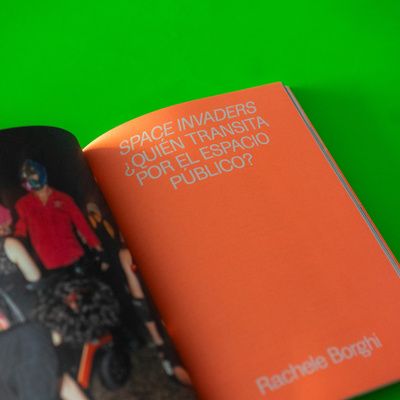 SPACE INVADERS
¿QUIÉN TRANSITA
POR EL ESPACIO
PÚBLICO?
Rachele Borghi